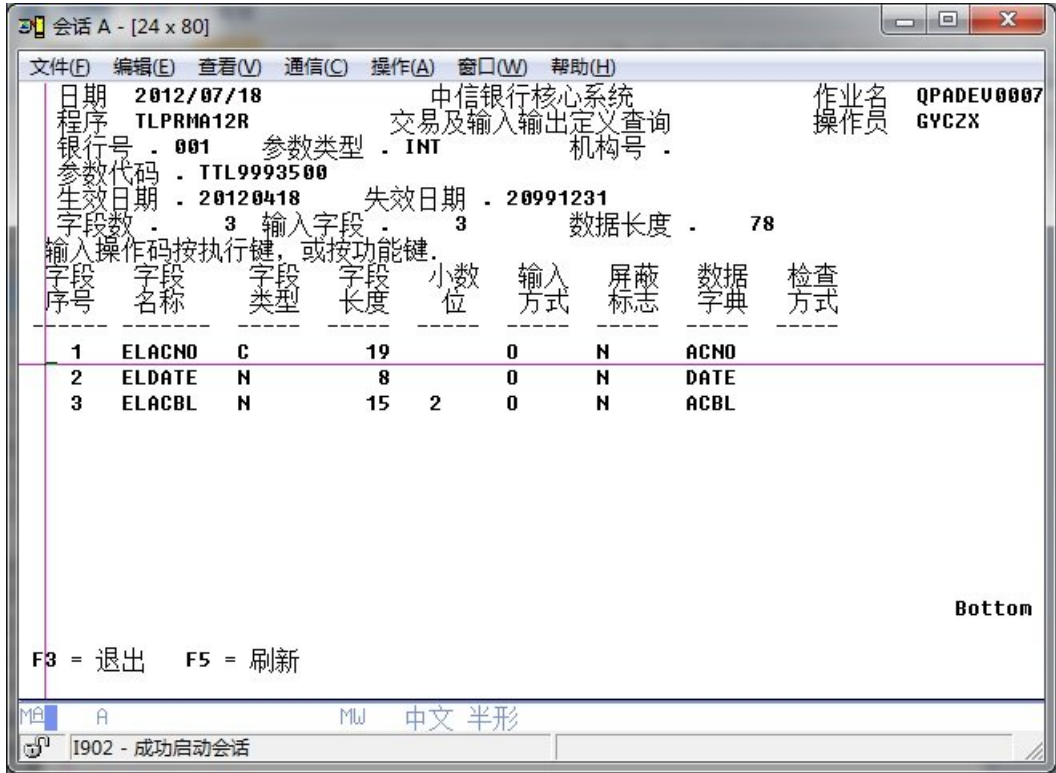 会话 A - [24 x 80]
文件(F) 编辑(E) 查看(V) 通信(C) 操作(A) 窗口(W) 帮助(H)
日期 2012/07/18 中信银行核心系统 作业名 QPADEV0007
程序 TLPRMA12R 交易及输入输出定义查询 操作员 GYCZX
银行号 . 001 参数类型 . INT 机构号 .
参数代码 . TTL9993500
生效日期 . 20120418 失效日期 . 20991231
字段数 . 3 输入字段 . 3 数据长度 . 78
输入操作码按执行键，或按功能键.
字段 字段 字段 字段 小数 输入 屏蔽 数据 检查
序号 名称 类型 长度 位 方式 标志 字典 方式
------ ------- ----- ----- ----- ----- ----- ----- -----
_ 1 ELACNO C 19 0 N ACNO
2 ELDATE N 8 0 N DATE
3 ELACBL N 15 2 0 N ACBL
Bottom
F3 = 退出 F5 = 刷新
MA A MW 中文 半形
I902 - 成功启动会话